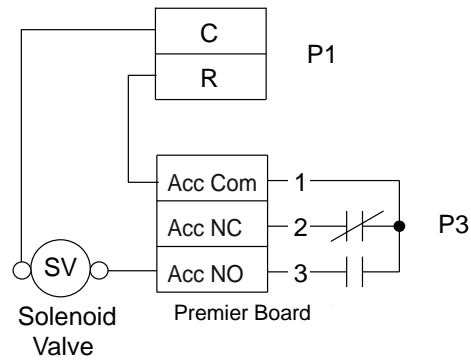 C
P1
R
Acc Com
1
Acc NC
2
P3
Acc NO
3
SV
Premier Board
Solenoid
Valve